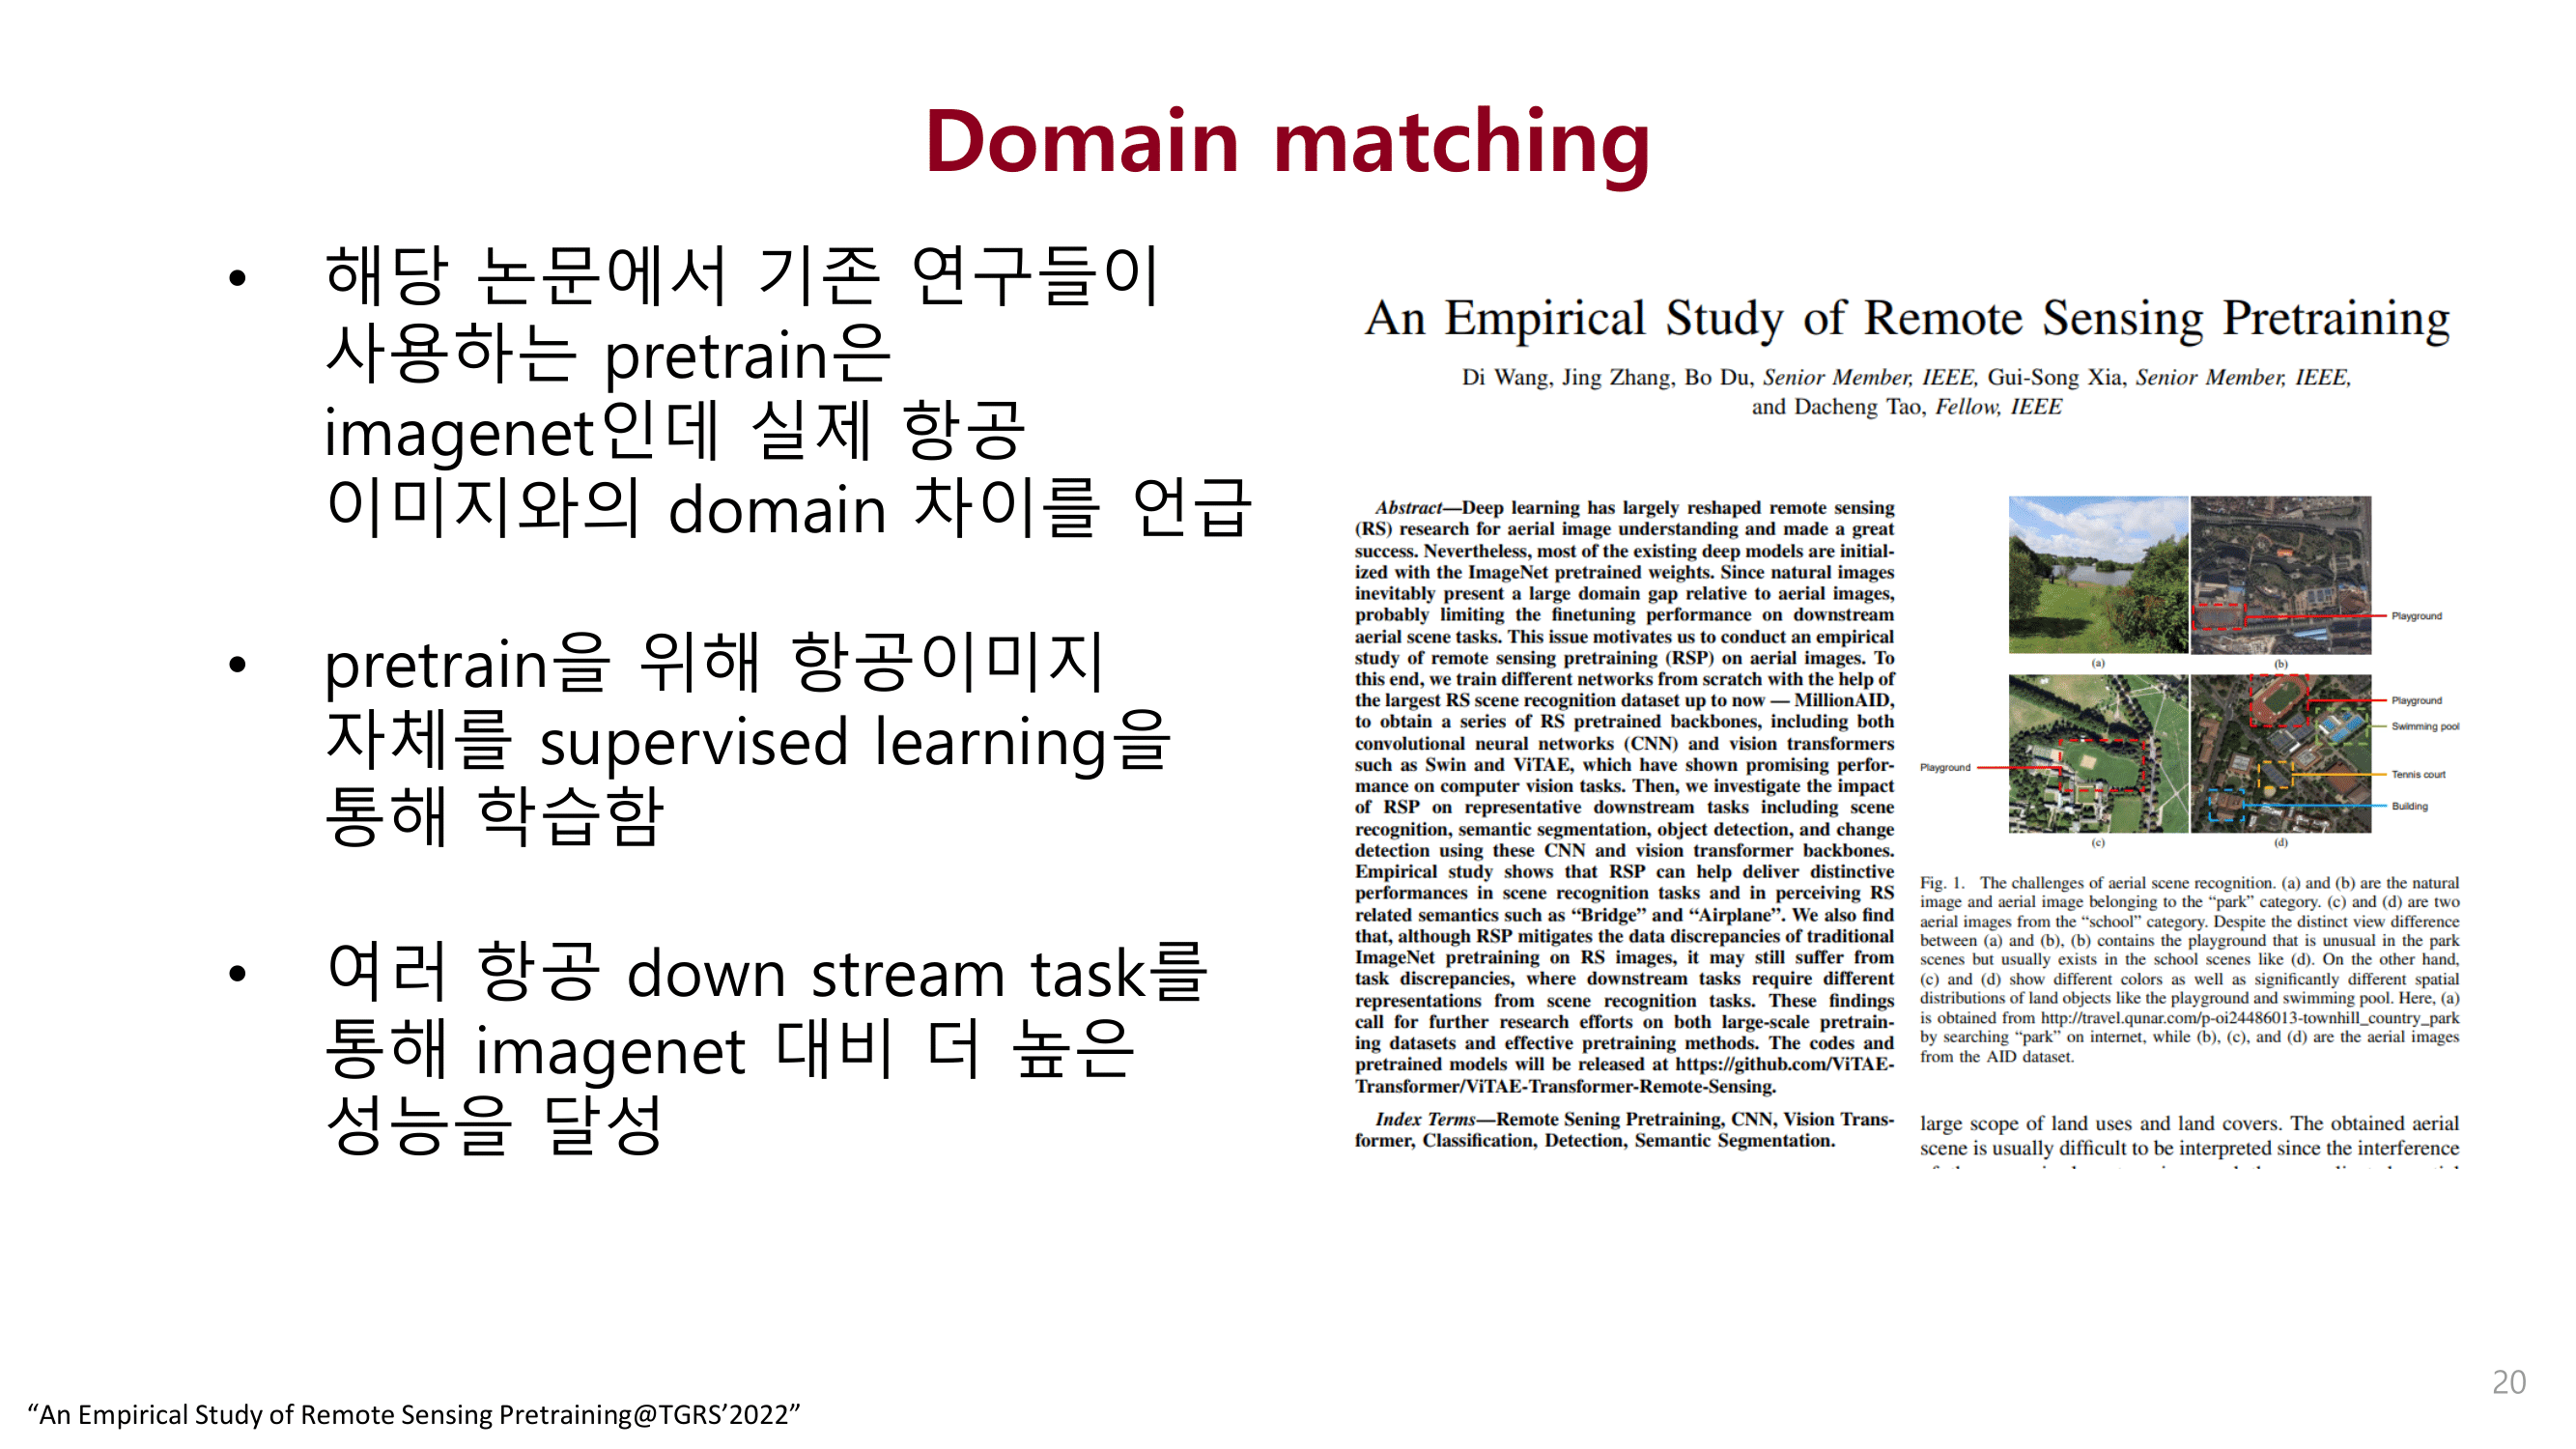 Domain matching
• 해당 논문에서 기존 연구들이
사용하는 pretrain은
imagenet인데 실제 항공
이미지와의 domain 차이를 언급
• pretrain을 위해 항공이미지
자체를 supervised learning을
통해 학습함
• 여러 항공 down stream task를
통해 imagenet 대비 더 높은
성능을 달성
An Empirical Study of Remote Sensing Pretraining
Di Wang, Jing Zhang, Bo Du, Senior Member, IEEE, Gui-Song Xia, Senior Member, IEEE,
and Dacheng Tao, Fellow, IEEE
Abstract—Deep learning has largely reshaped remote sensing
(RS) research for aerial image understanding and made a great
success. Nevertheless, most of the existing deep models are initial-
ized with the ImageNet pretrained weights. Since natural images
inevitably present a large domain gap relative to aerial images,
probably limiting the finetuning performance on downstream
aerial scene tasks. This issue motivates us to conduct an empirical
study of remote sensing pretraining (RSP) on aerial images. To
this end, we train different networks from scratch with the help of
the largest RS scene recognition dataset up to now — MillionAID,
to obtain a series of RS pretrained backbones, including both
convolutional neural networks (CNN) and vision transformers
such as Swin and ViTAE, which have shown promising perfor-
mance on computer vision tasks. Then, we investigate the impact
of RSP on representative downstream tasks including scene
recognition, semantic segmentation, object detection, and change
detection using these CNN and vision transformer backbones.
Empirical study shows that RSP can help deliver distinctive
performances in scene recognition tasks and in perceiving RS
related semantics such as “Bridge” and “Airplane”. We also find
that, although RSP mitigates the data discrepancies of traditional
ImageNet pretraining on RS images, it may still suffer from
task discrepancies, where downstream tasks require different
representations from scene recognition tasks. These findings
call for further research efforts on both large-scale pretrain-
ing datasets and effective pretraining methods. The codes and
pretrained models will be released at https://github.com/ViTAE-
Transformer/ViTAE-Transformer-Remote-Sensing.
Index Terms—Remote Sening Pretraining, CNN, Vision Trans-
former, Classification, Detection, Semantic Segmentation.
Playground
(a)
(b)
Playground
Swimming pool
Playground
Tennis court
Building
(c)
(d)
Fig. 1. The challenges of aerial scene recognition. (a) and (b) are the natural
image and aerial image belonging to the “park” category. (c) and (d) are two
aerial images from the “school” category. Despite the distinct view difference
between (a) and (b), (b) contains the playground that is unusual in the park
scenes but usually exists in the school scenes like (d). On the other hand,
(c) and (d) show different colors as well as significantly different spatial
distributions of land objects like the playground and swimming pool. Here, (a)
is obtained from http://travel.qunar.com/p-oi24486013-townhill_country_park
by searching “park” on internet, while (b), (c), and (d) are the aerial images
from the AID dataset.
large scope of land uses and land covers. The obtained aerial
scene is usually difficult to be interpreted since the interference
“An Empirical Study of Remote Sensing Pretraining@TGRS’2022”
20